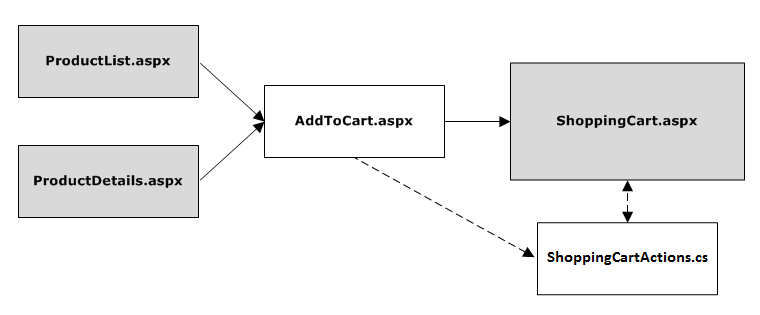 ProductList.aspx
AddToCart.aspx
ShoppingCart.aspx
ProductDetails.aspx
ShoppingCartActions.cs